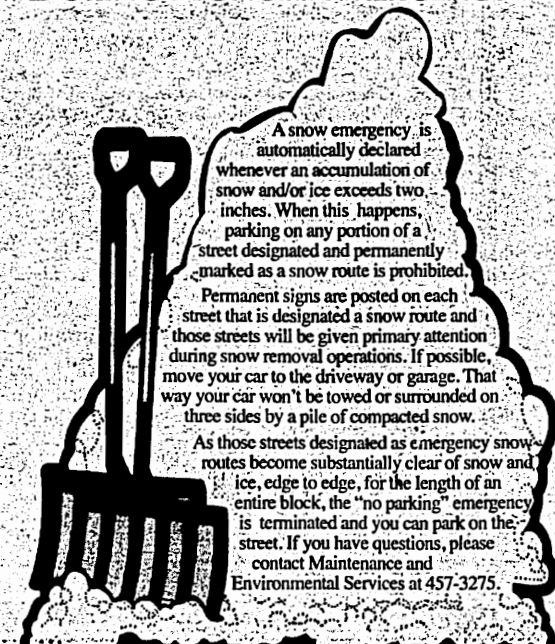 A snow emergency is
automatically declared
whenever an accumulation of
snow and/or ice exceeds two
inches. When this happens,
parking on any portion of a
street designated and permanently
marked as a snow route is prohibited.
Permanent signs are posted on each
street that is designated a snow route and
those streets will be given primary attention
during snow removal operations. If possible,
move your car to the driveway or garage. That
way your car won't be towed or surrounded on
three sides by a pile of compacted snow.
As those streets designated as emergency snow
routes become substantially clear of snow and
ice, edge to edge, for the length of an
entire block, the "no parking" emergency
is terminated and you can park on the
street. If you have questions, please
contact Maintenance and
Environmental Services at 457-3275.